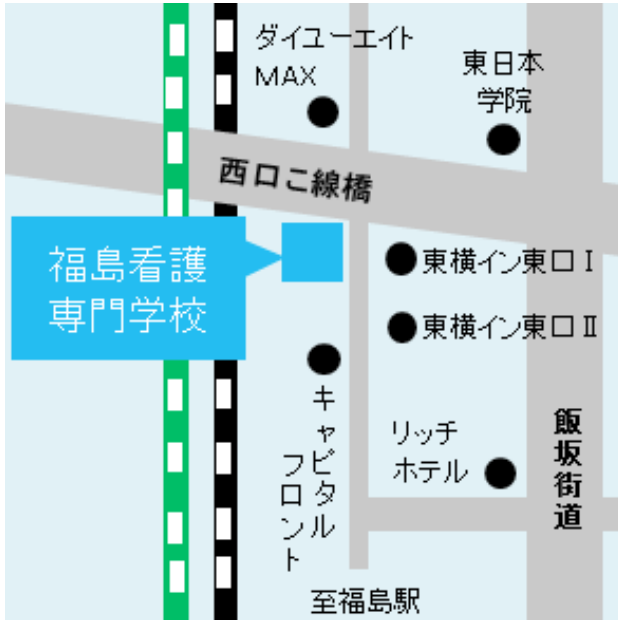 ダイユーエイト
MAX
東日本
学院
西口こ線橋
福島看護
専門学校
東横イン東口Ⅰ
東横イン東口Ⅱ
キャピタル
フロント
リッチ
ホテル
飯坂街道
至福島駅